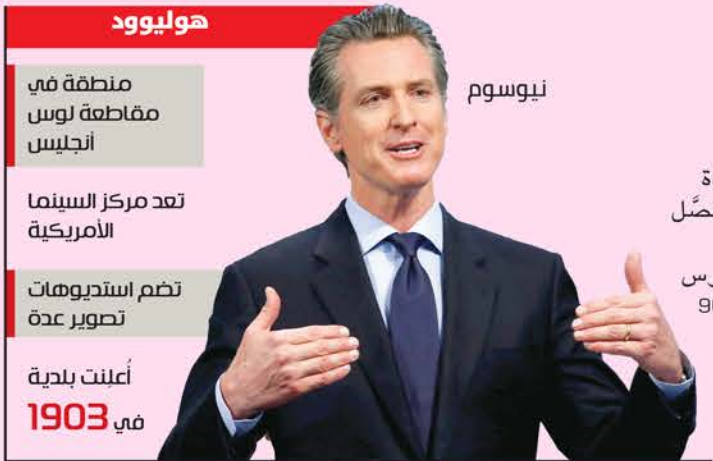 هوليوود
منطقة في
مقاطعة لوس
أنجليس
تعد مركز السينما
الأمريكية
تضم استديوهات
تصوير عدة
أُعلِنت بلدية
في 1903
نيوسوم